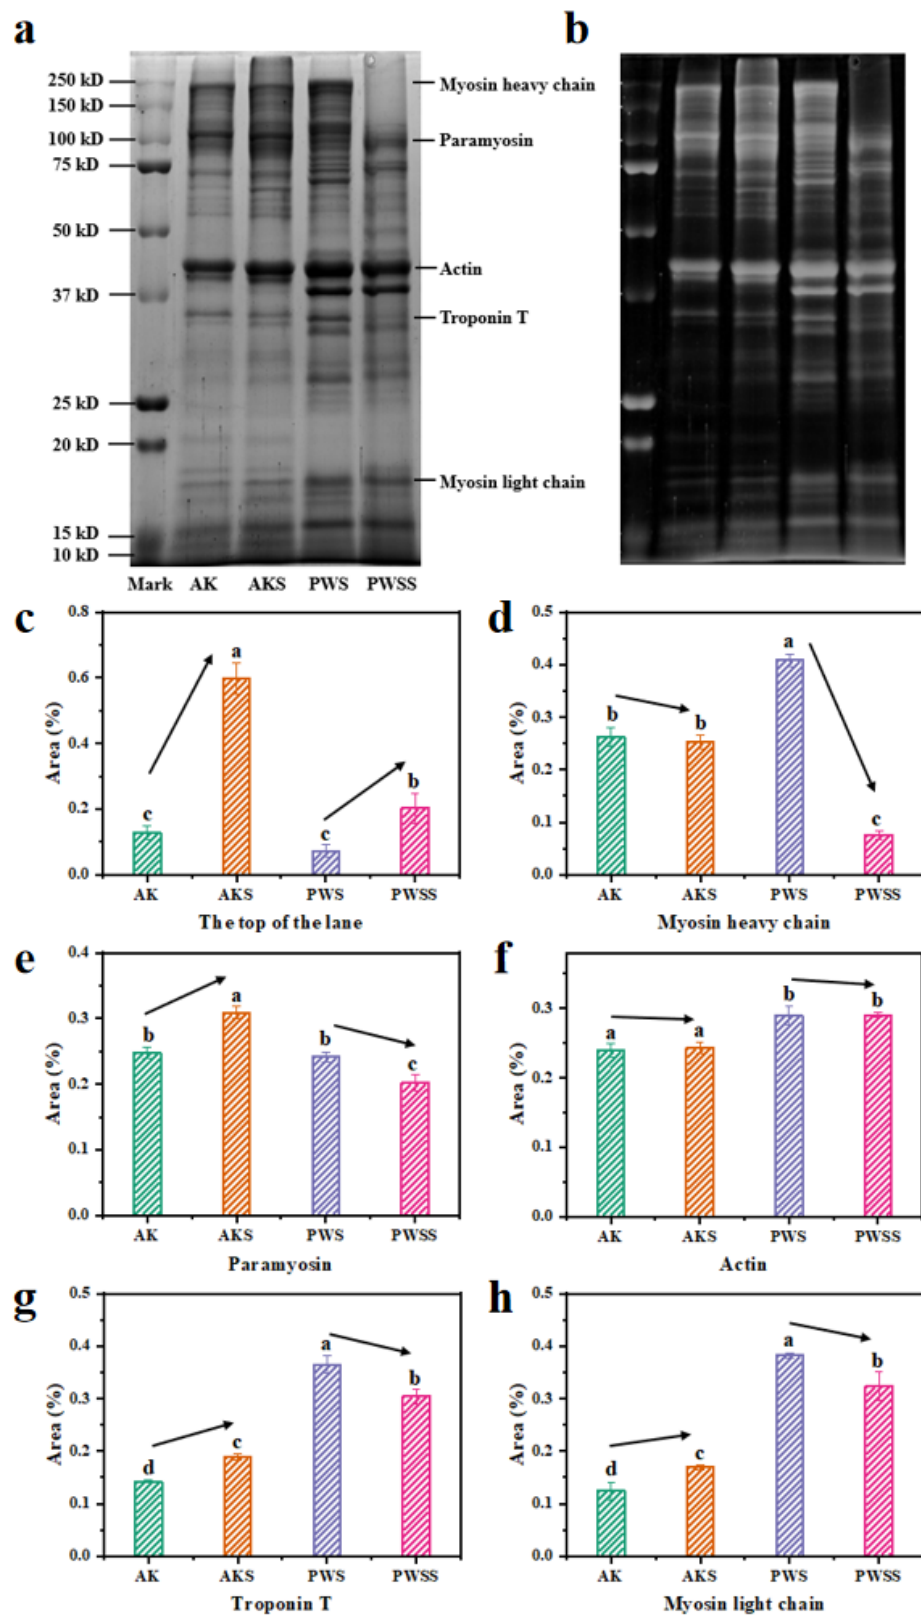 a
b
250 kD
Myosin heavy chain
150 kD
100 kD
Paramyosin
75 kD
50 kD
Actin
37 kD
Troponin T
25 kD
20 kD
Myosin light chain
15 kD
10 kD
Mark AK AKS PWS PWSS
c
0.8
0.6
0.4
0.2
0.0
Area (%)
c
a
c
b
AK AKS PWS PWSS
The top of the lane
d
0.5
0.4
0.3
0.2
0.1
0.0
Area (%)
b
b
a
c
AK AKS PWS PWSS
Myosin heavy chain
e
0.4
0.3
0.2
0.1
0.0
Area (%)
b
a
b
c
AK AKS PWS PWSS
Paramyosin
f
0.3
0.2
0.1
0.0
Area (%)
a
a
b
b
AK AKS PWS PWSS
Actin
g
0.5
0.4
0.3
0.2
0.1
0.0
Area (%)
d
c
a
b
AK AKS PWS PWSS
Troponin T
h
0.5
0.4
0.3
0.2
0.1
0.0
Area (%)
d
c
a
b
AK AKS PWS PWSS
Myosin light chain